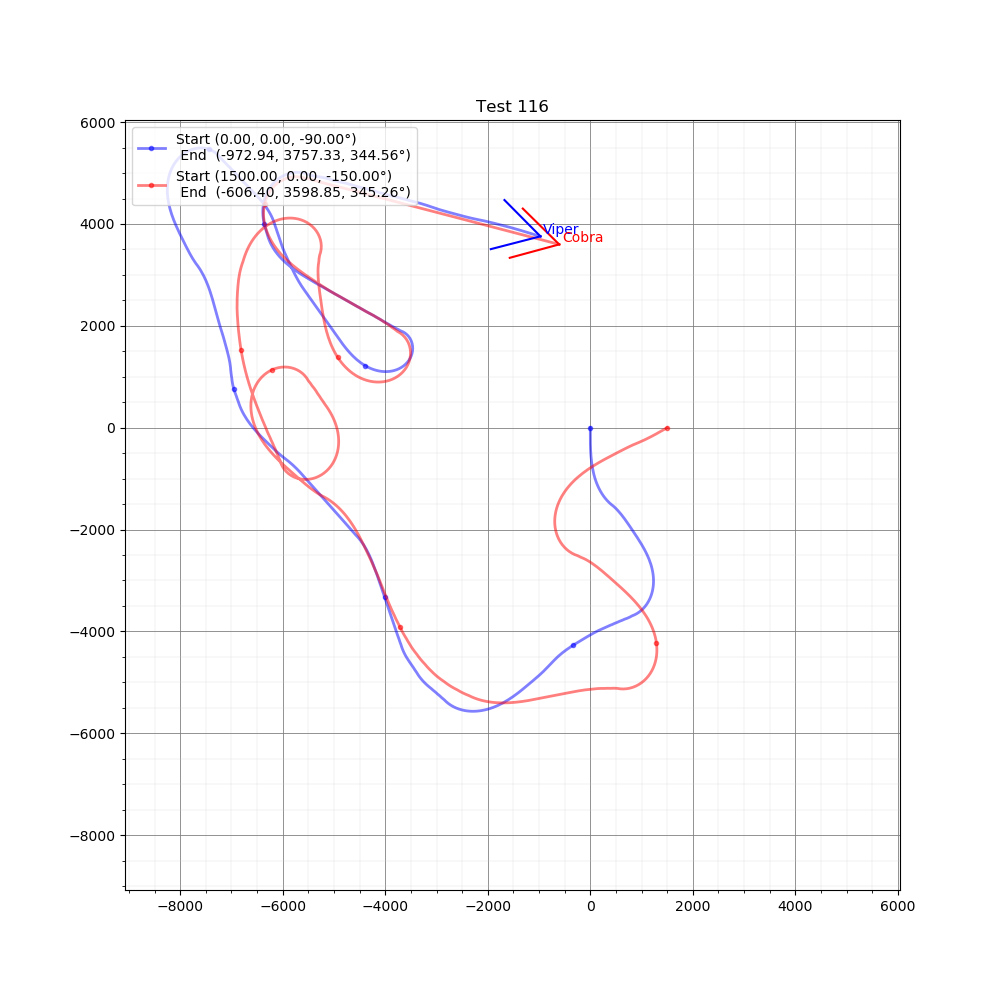 Test 116
Start (0.00, 0.00, -90.00°)
End (-972.94, 3757.33, 344.56°)
Start (1500.00, 0.00, -150.00°)
End (-606.40, 3598.85, 345.26°)
Viper
Cobra
6000
4000
2000
0
−2000
−4000
−6000
−8000
−8000 −6000 −4000 −2000 0 2000 4000 6000